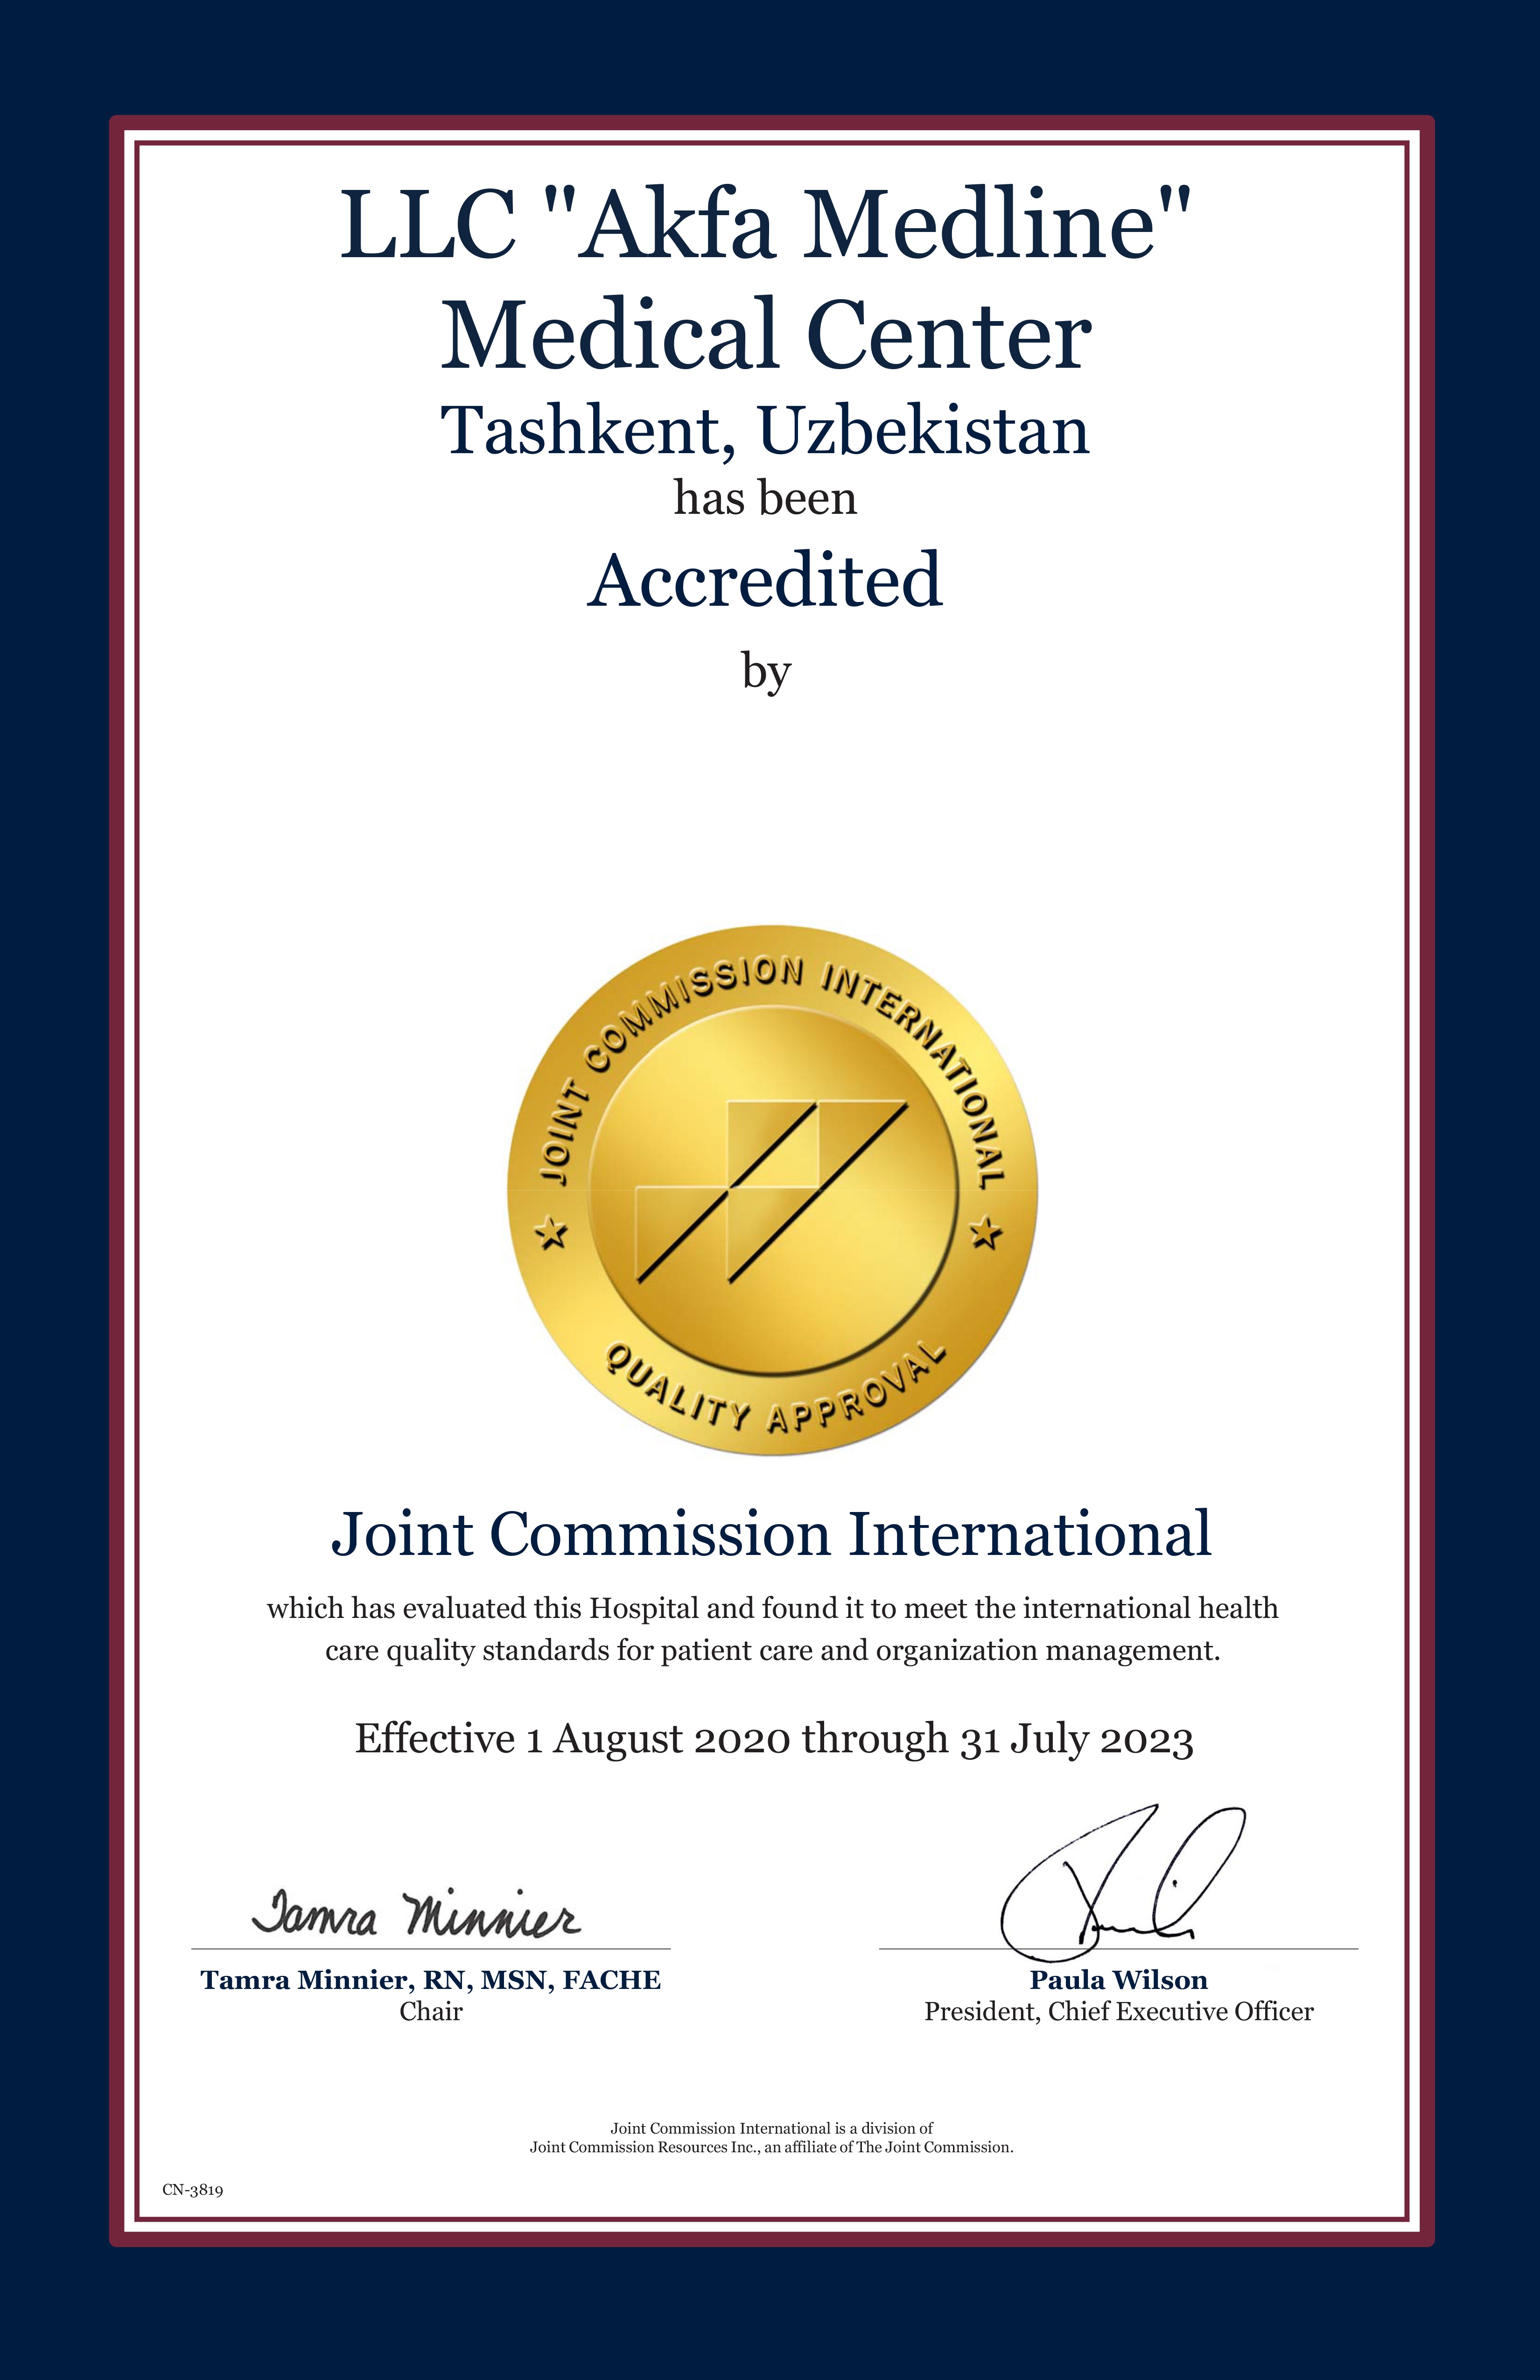 LLC "Akfa Medline"
Medical Center
Tashkent, Uzbekistan
has been
Accredited
by
JOINT COMMISSION INTERNATIONAL
QUALITY APPROVAL
Joint Commission International
which has evaluated this Hospital and found it to meet the international health
care quality standards for patient care and organization management.
Effective 1 August 2020 through 31 July 2023
Tamra Minnier
Tamra Minnier, RN, MSN, FACHE
Chair
Paula Wilson
President, Chief Executive Officer
Joint Commission International is a division of
Joint Commission Resources Inc., an affiliate of The Joint Commission.
CN-3819